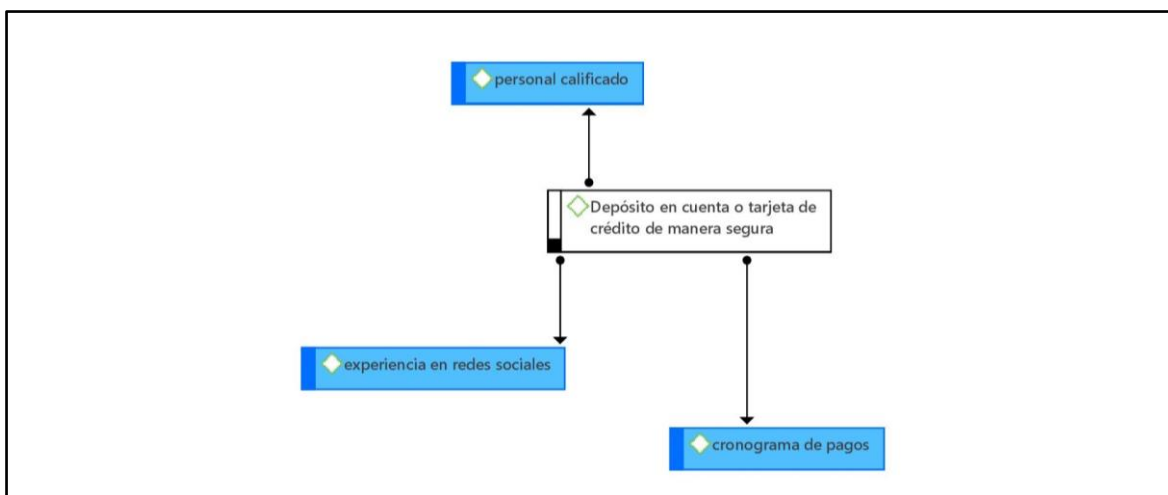 personal calificado
Depósito en cuenta o tarjeta de
crédito de manera segura
experiencia en redes sociales
cronograma de pagos